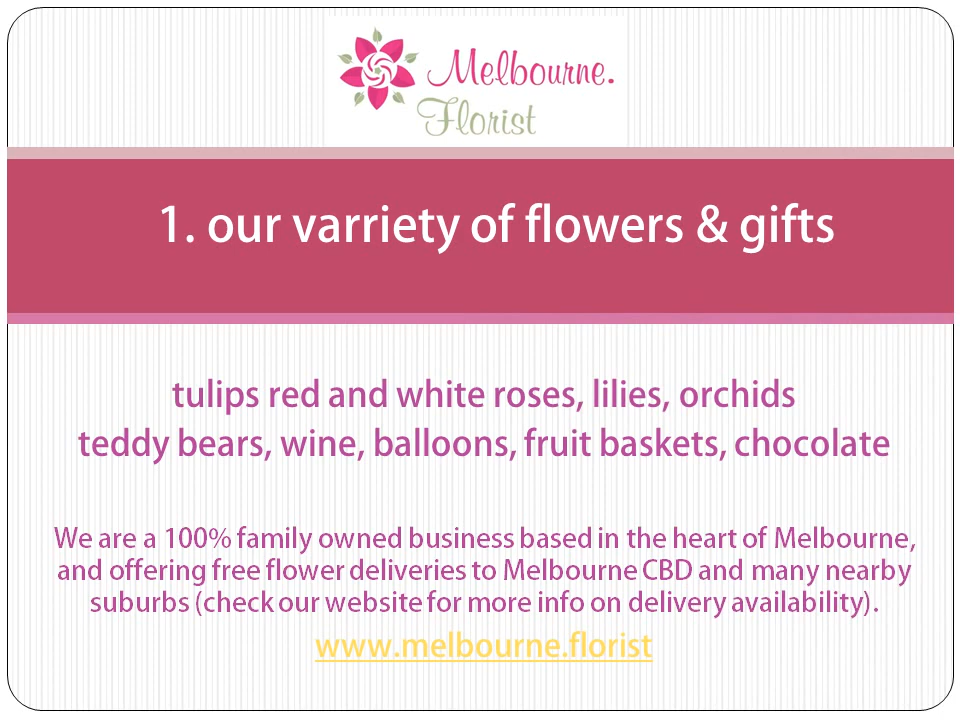 Melbourne.
Florist
1. our varriety of flowers & gifts
tulips red and white roses, lilies, orchids
teddy bears, wine, balloons, fruit baskets, chocolate
We are a 100% family owned business based in the heart of Melbourne,
and offering free flower deliveries to Melbourne CBD and many nearby
suburbs (check our website for more info on delivery availability).
www.melbourne.florist